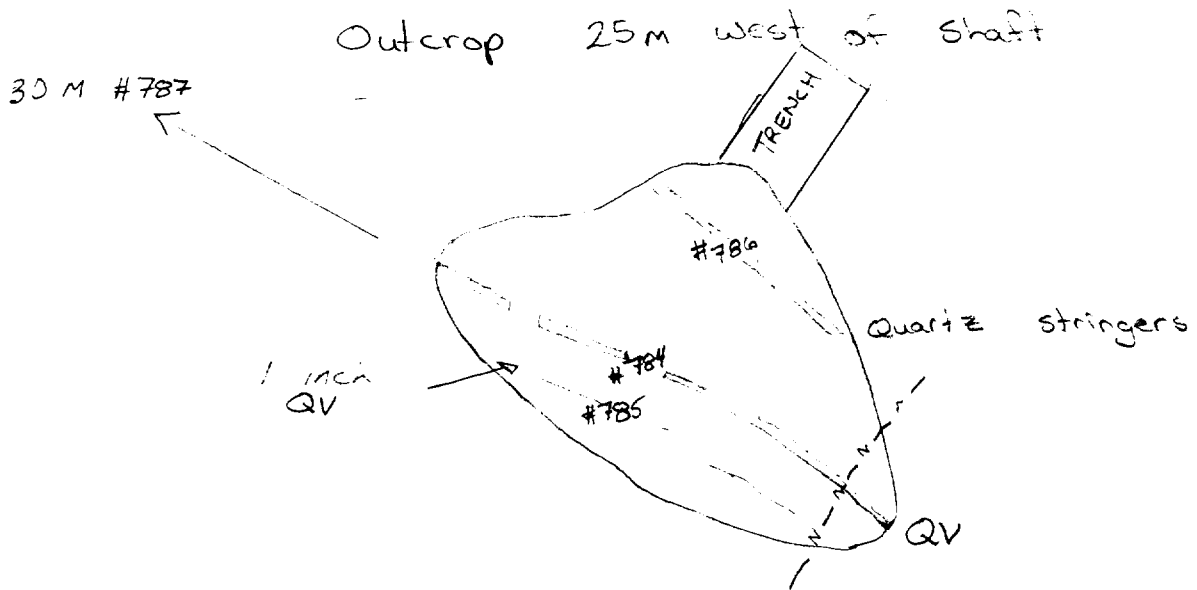 Outcrop 25m west of Shaft
30 M #787
TRENCH
#786
Quartz stringers
#784
1 inch
QV
#785
QV